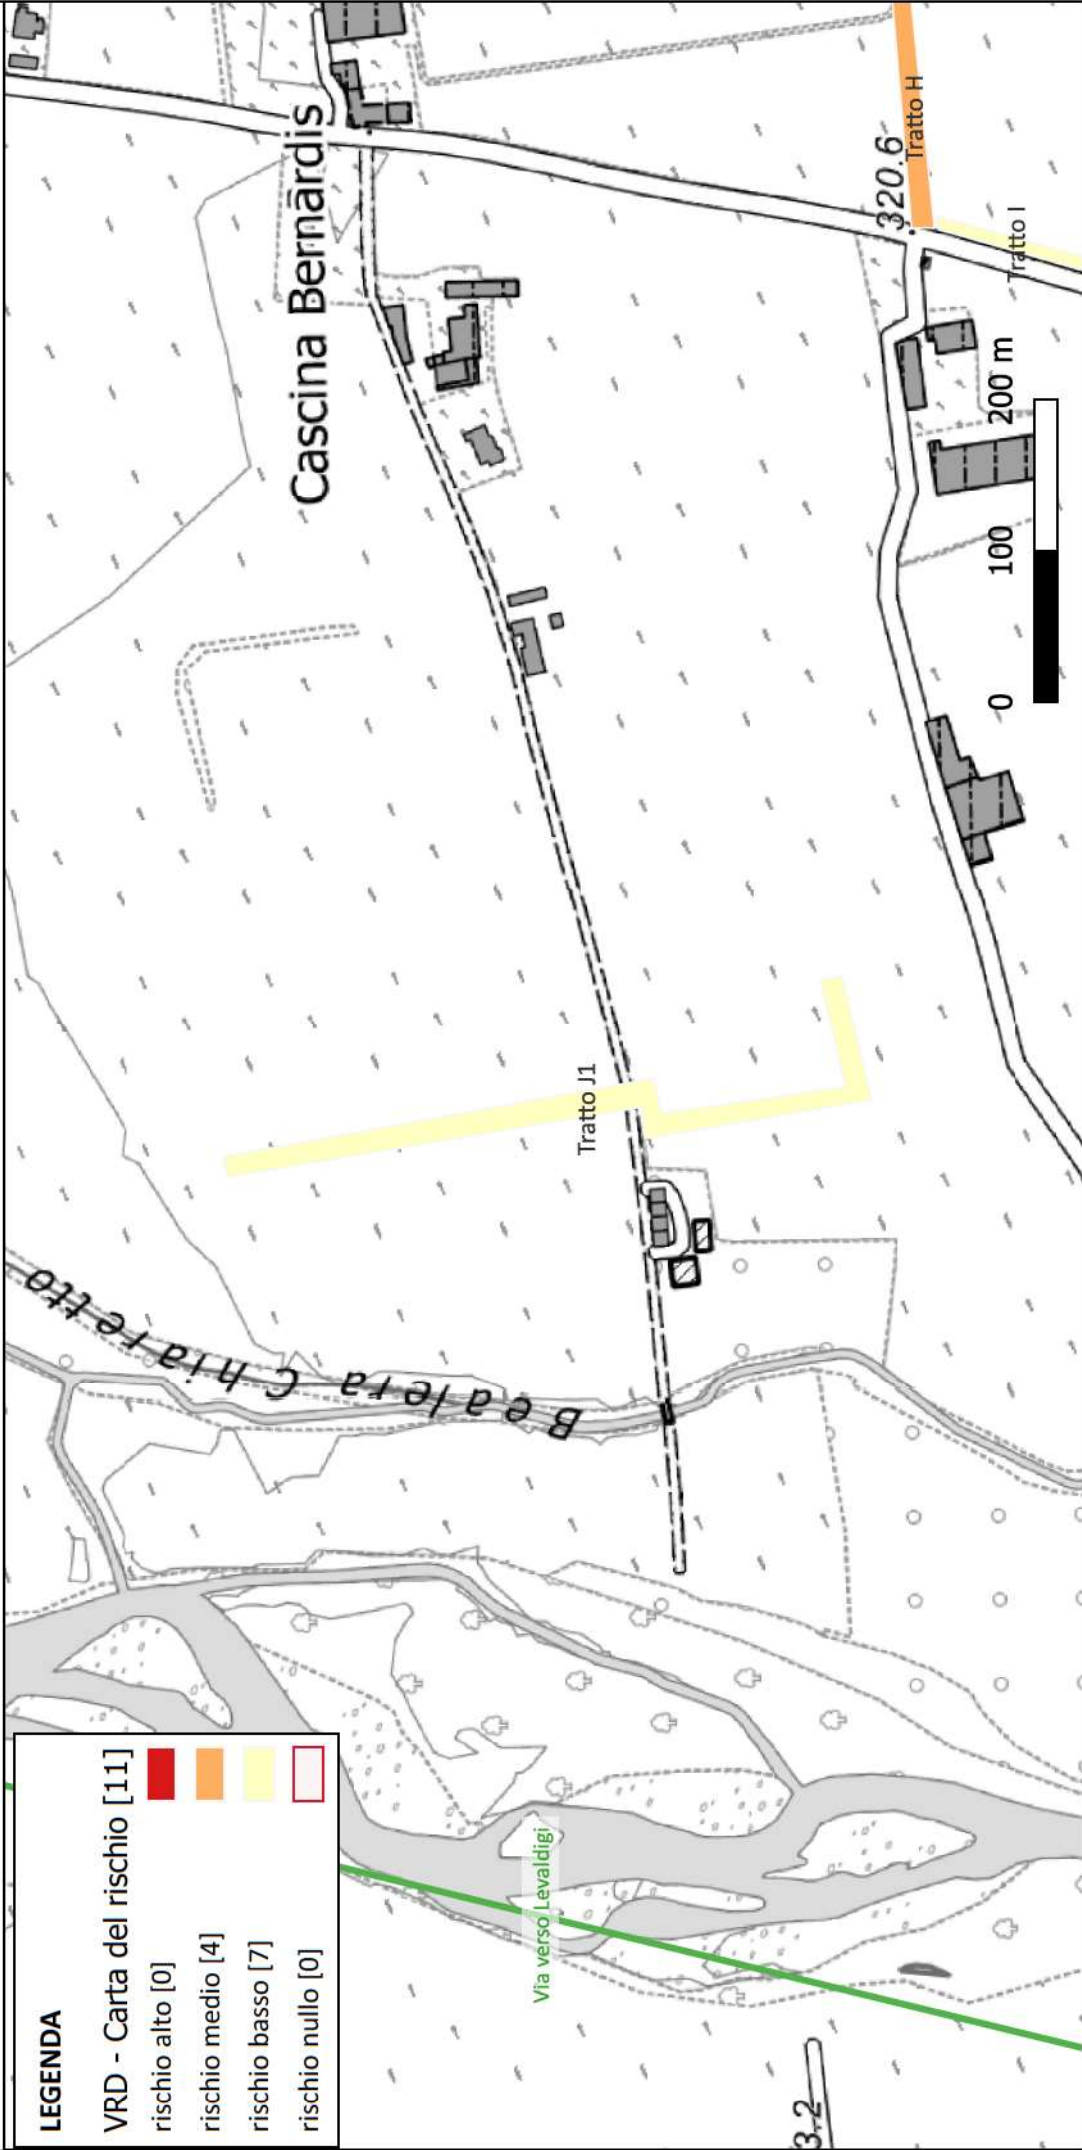 LEGENDA
VRD - Carta del rischio [11]
rischio alto [0]
rischio medio [4]
rischio basso [7]
rischio nullo [0]
Bealera Chiaretto
Cascina Bernardis
Tratto J1
Via verso Levaldigi
320.6
Tratto H
Tratto I
0 100 200 m
3.2